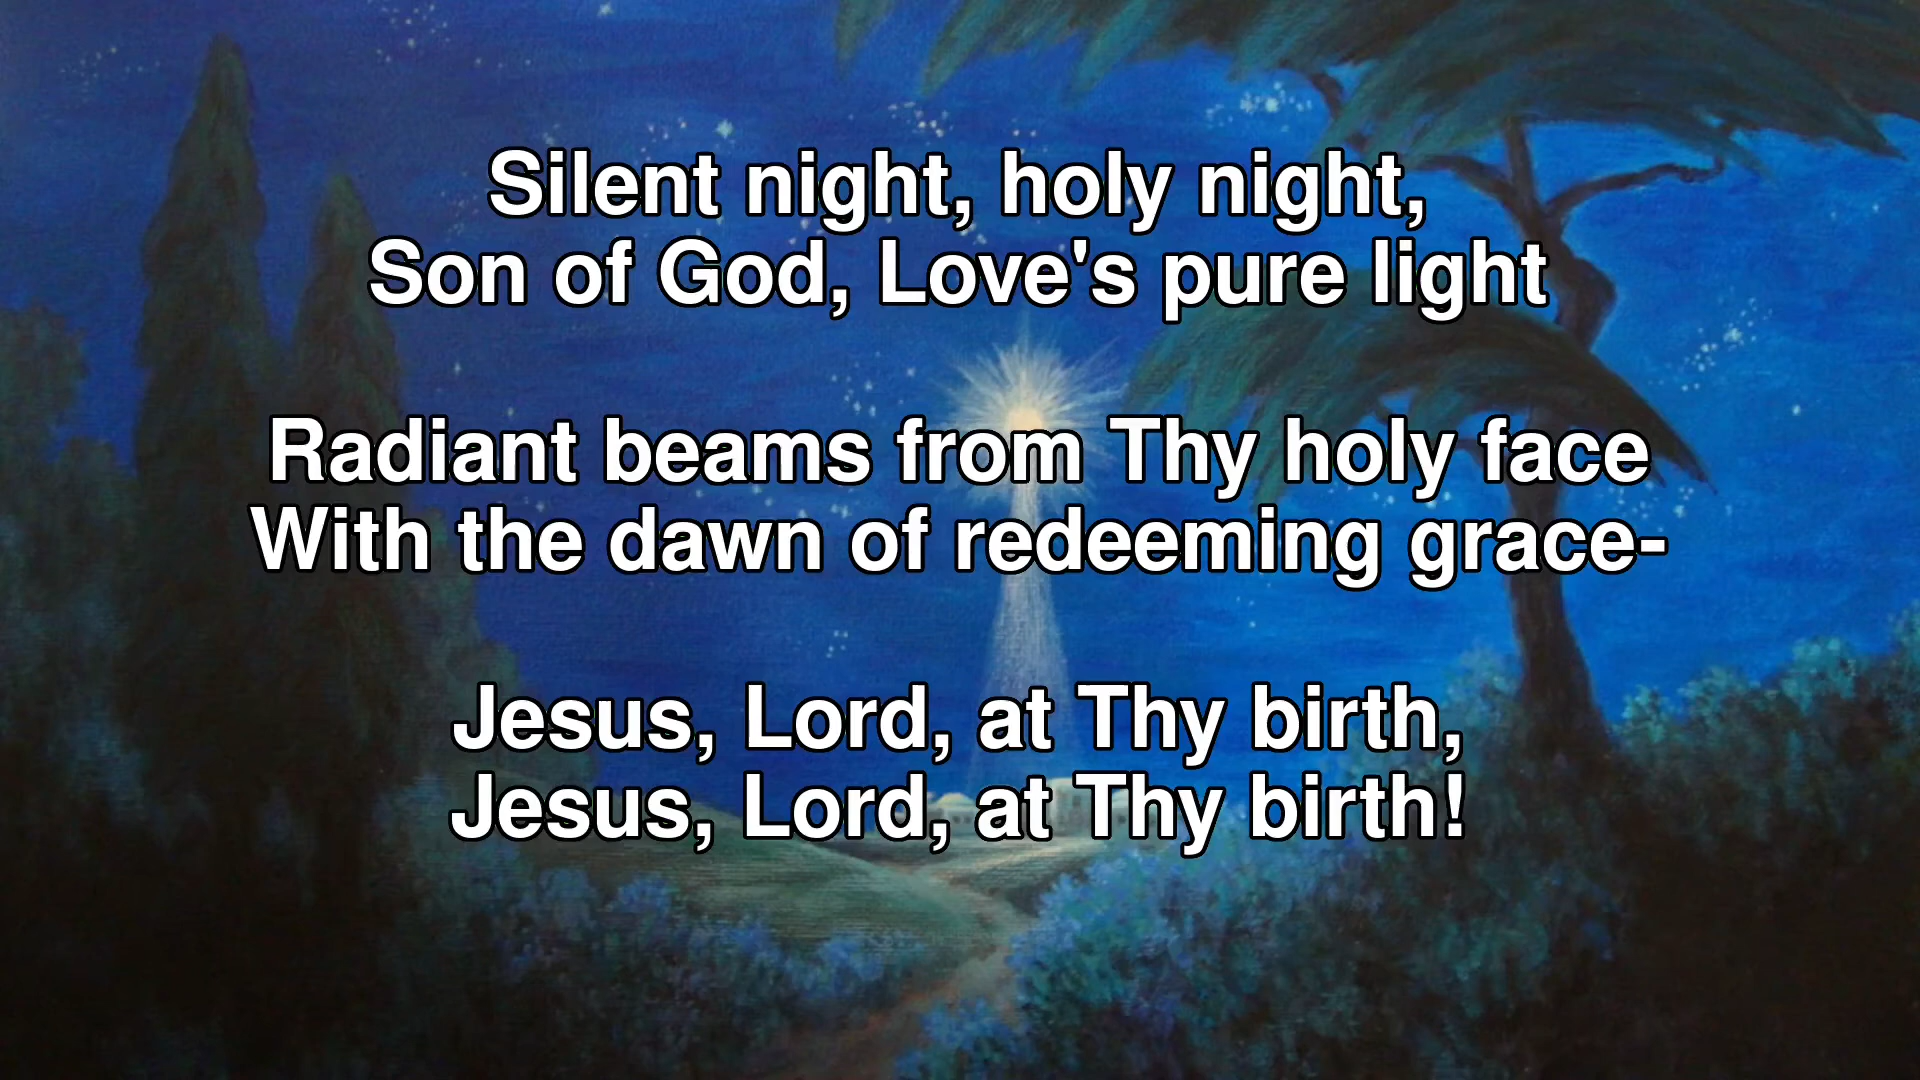 Silent night, holy night,
Son of God, Love's pure light
Radiant beams from Thy holy face
With the dawn of redeeming grace-
Jesus, Lord, at Thy birth,
Jesus, Lord, at Thy birth!